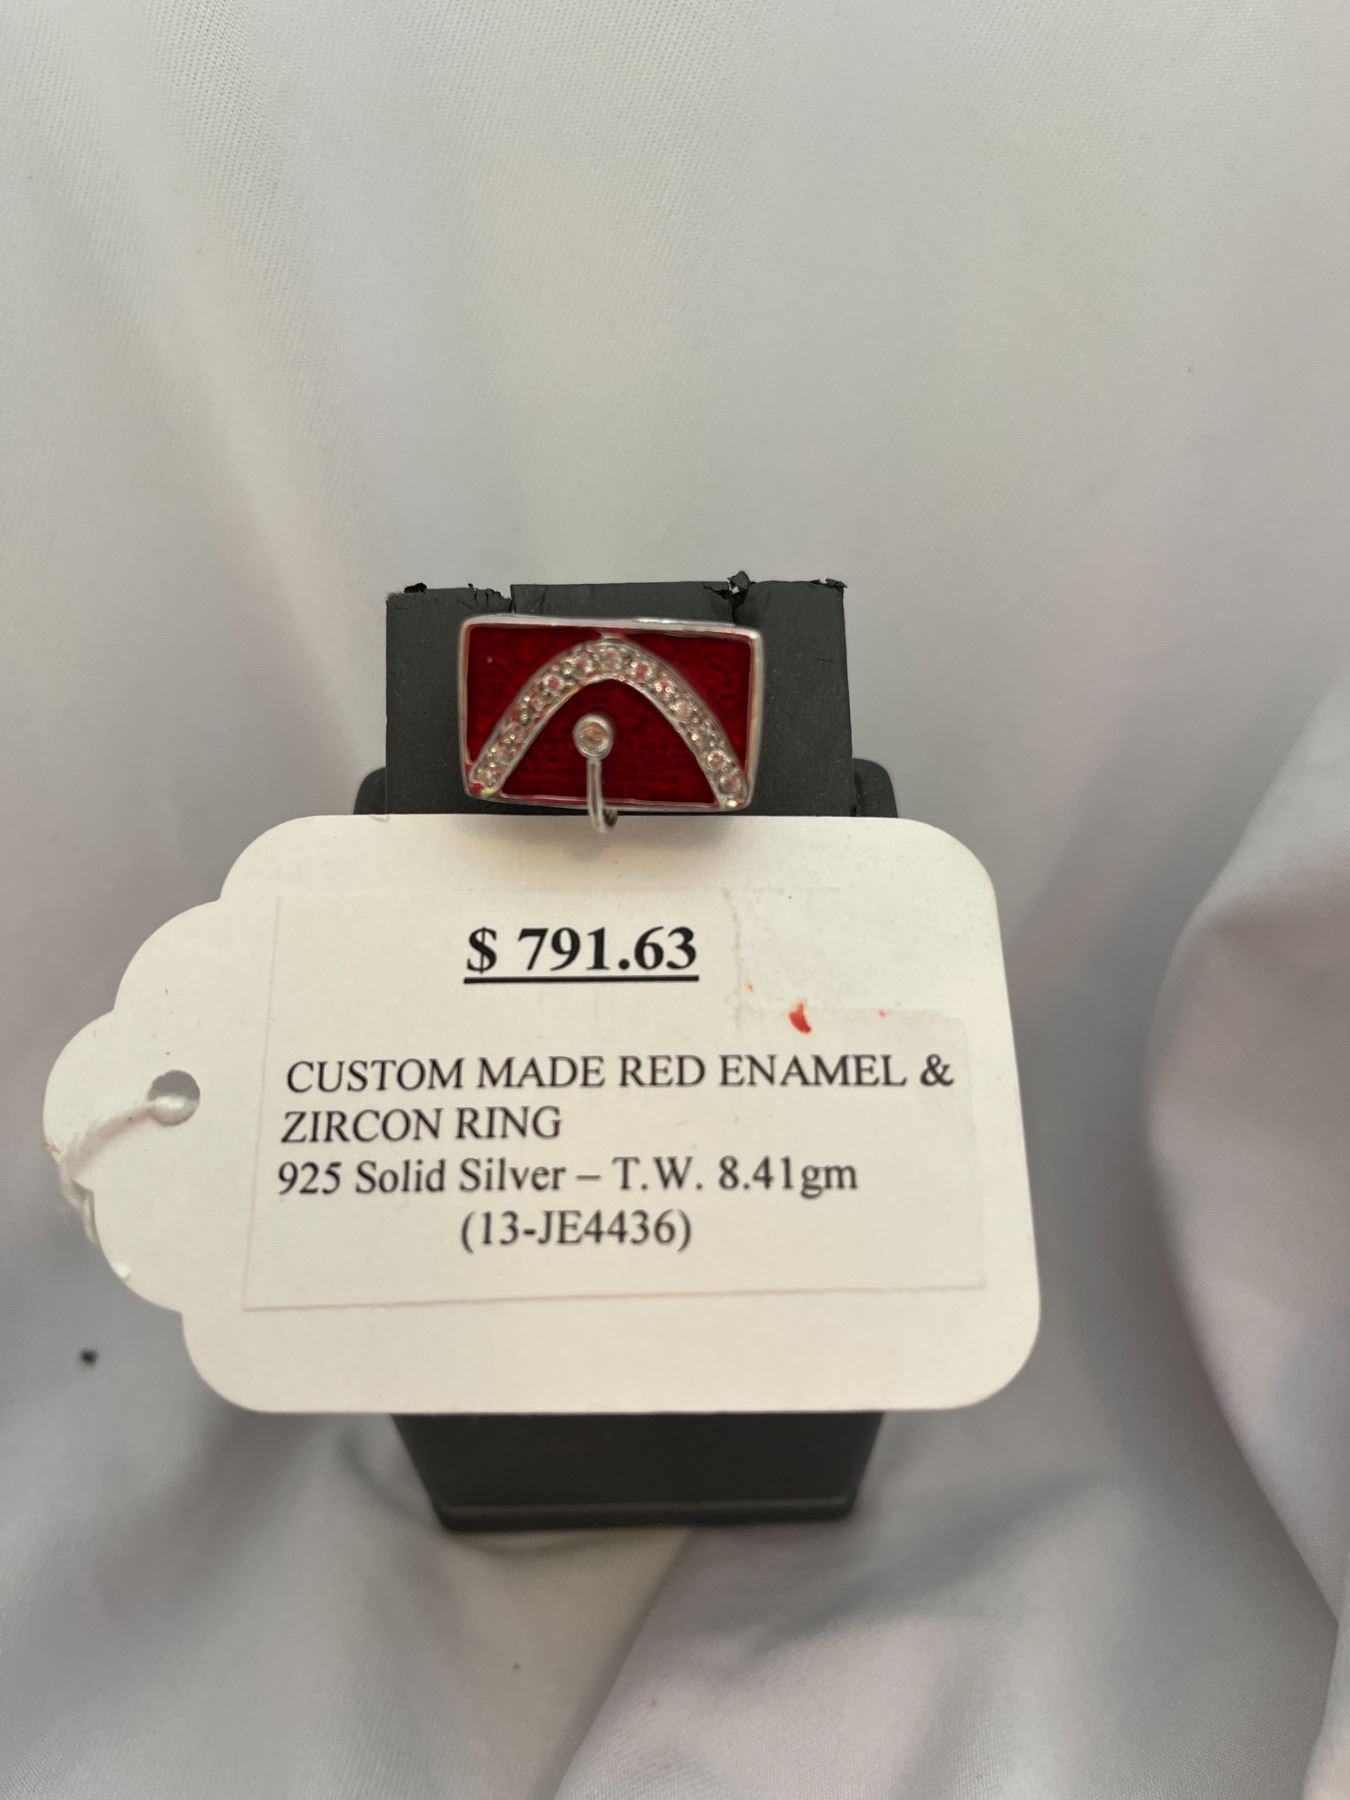 $ 791.63
CUSTOM MADE RED ENAMEL &
ZIRCON RING
925 Solid Silver – T.W. 8.41gm
(13-JE4436)